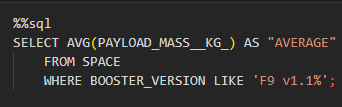 %%sql
SELECT AVG(PAYLOAD_MASS__KG_) AS "AVERAGE"
    FROM SPACE
    WHERE BOOSTER_VERSION LIKE 'F9 v1.1%';